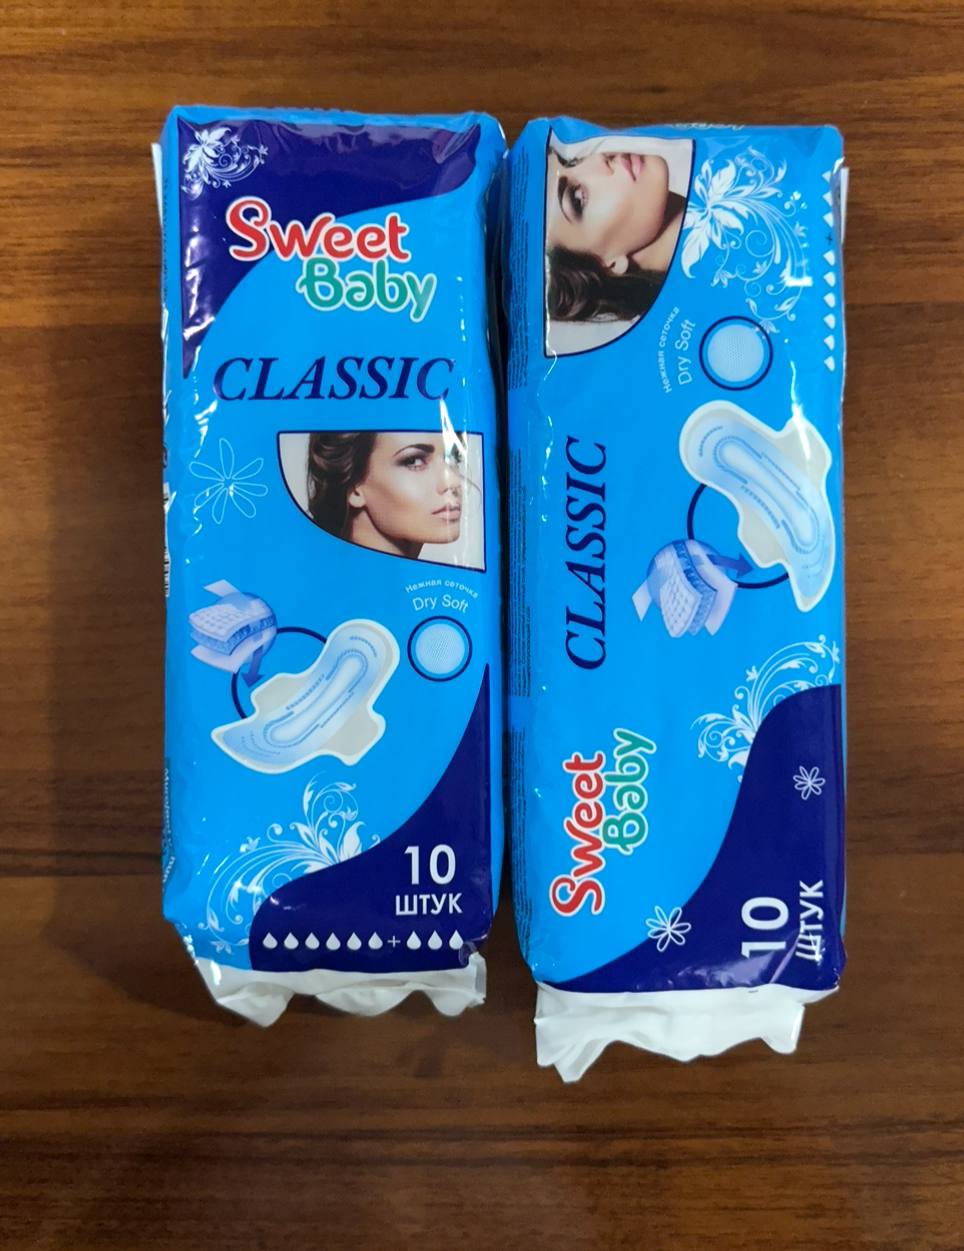 Sweet
Baby
CLASSIC
Нежная сеточка
Dry Soft
10
ШТУК
+
Нежная сеточка
Dry Soft
CLASSIC
Sweet
Baby
10
ШТУК